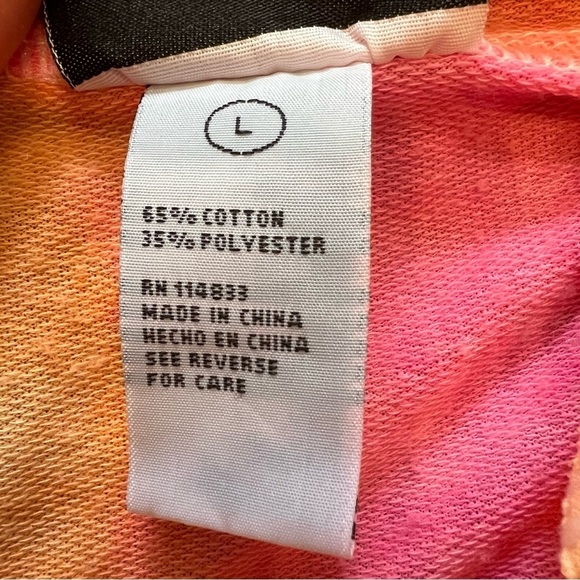 L
65% COTTON
35% POLYESTER
RN 114833
MADE IN CHINA
HECHO EN CHINA
SEE REVERSE
FOR CARE